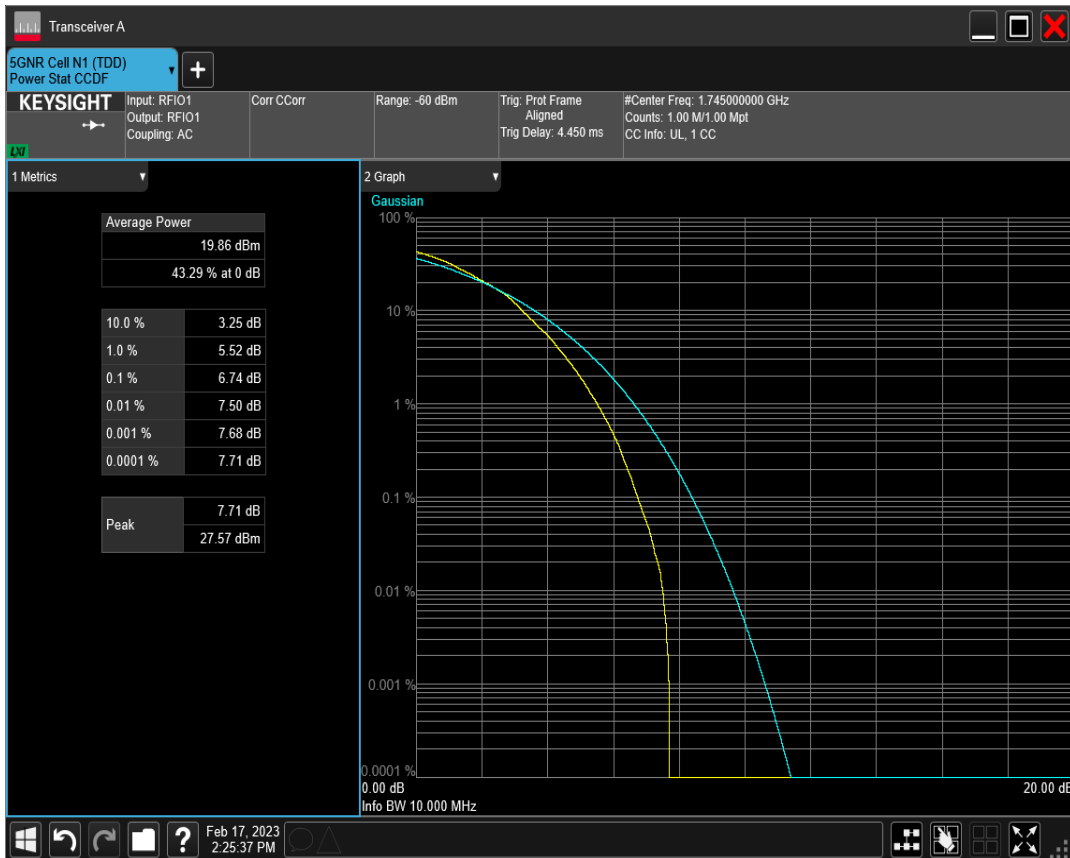 Transceiver A
5GNR Cell N1 (TDD)
Power Stat CCDF
KEYSIGHT
LXI
Input: RFIO1
Output: RFIO1
Coupling: AC
Corr CCorr
Range: -60 dBm
Trig: Prot Frame
Aligned
Trig Delay: 4.450 ms
#Center Freq: 1.745000000 GHz
Counts: 1.00 M/1.00 Mpt
CC Info: UL, 1 CC
1 Metrics
Average Power
19.86 dBm
43.29 % at 0 dB
10.0 % 3.25 dB
1.0 % 5.52 dB
0.1 % 6.74 dB
0.01 % 7.50 dB
0.001 % 7.68 dB
0.0001 % 7.71 dB
Peak
7.71 dB
27.57 dBm
2 Graph
Gaussian
100 %
10 %
1 %
0.1 %
0.01 %
0.001 %
0.0001 %
0.00 dB 20.00 dB
Info BW 10.000 MHz
?
Feb 17, 2023
2:25:37 PM